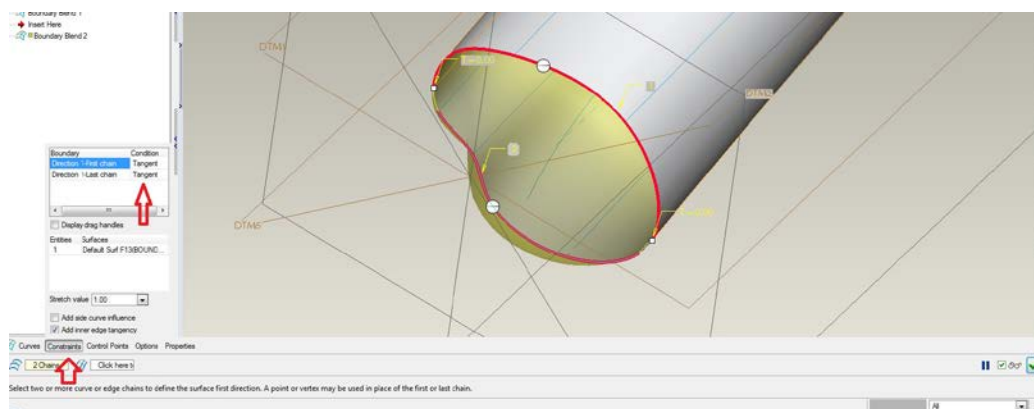 Boundary Blend 1
Insert Here
Boundary Blend 2
DTM1
DTM6
Boundary Condition
Direction 1-First chain Tangent
Direction 1-Last chain Tangent
Display drag handles
Entities Surfaces
1 Default Surf F13(BOUND...
Stretch value 1.00
Add side curve influence
Add inner edge tangency
Curves Constraints Control Points Options Properties
2 Chains Click here
Select two or more curve or edge chains to define the surface first direction. A point or vertex may be used in place of the first or last chain.
All